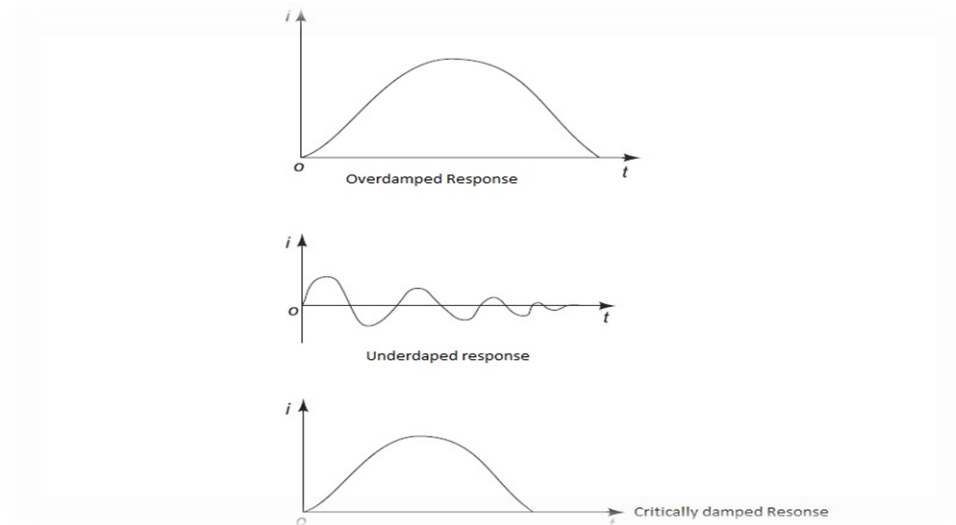 i
o
t
Overdamped Response
i
o
t
Underdaped response
i
Critically damped Resonse